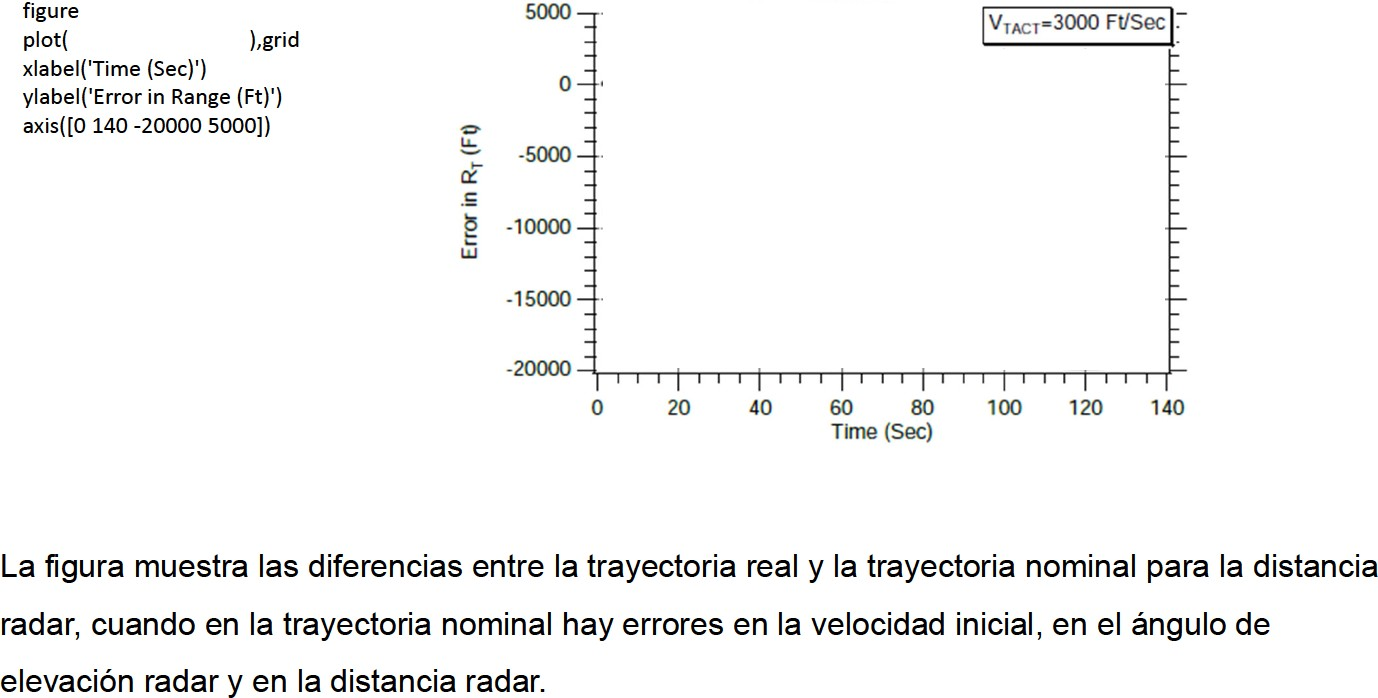 figure
plot( ),grid
xlabel('Time (Sec)')
ylabel('Error in Range (Ft)')
axis([0 140 -20000 5000])
5000
V_TACT=3000 Ft/Sec
0
-5000
-10000
-15000
-20000
Error in R_T (Ft)
0 20 40 60 80 100 120 140
Time (Sec)
La figura muestra las diferencias entre la trayectoria real y la trayectoria nominal para la distancia
radar, cuando en la trayectoria nominal hay errores en la velocidad inicial, en el ángulo de
elevación radar y en la distancia radar.